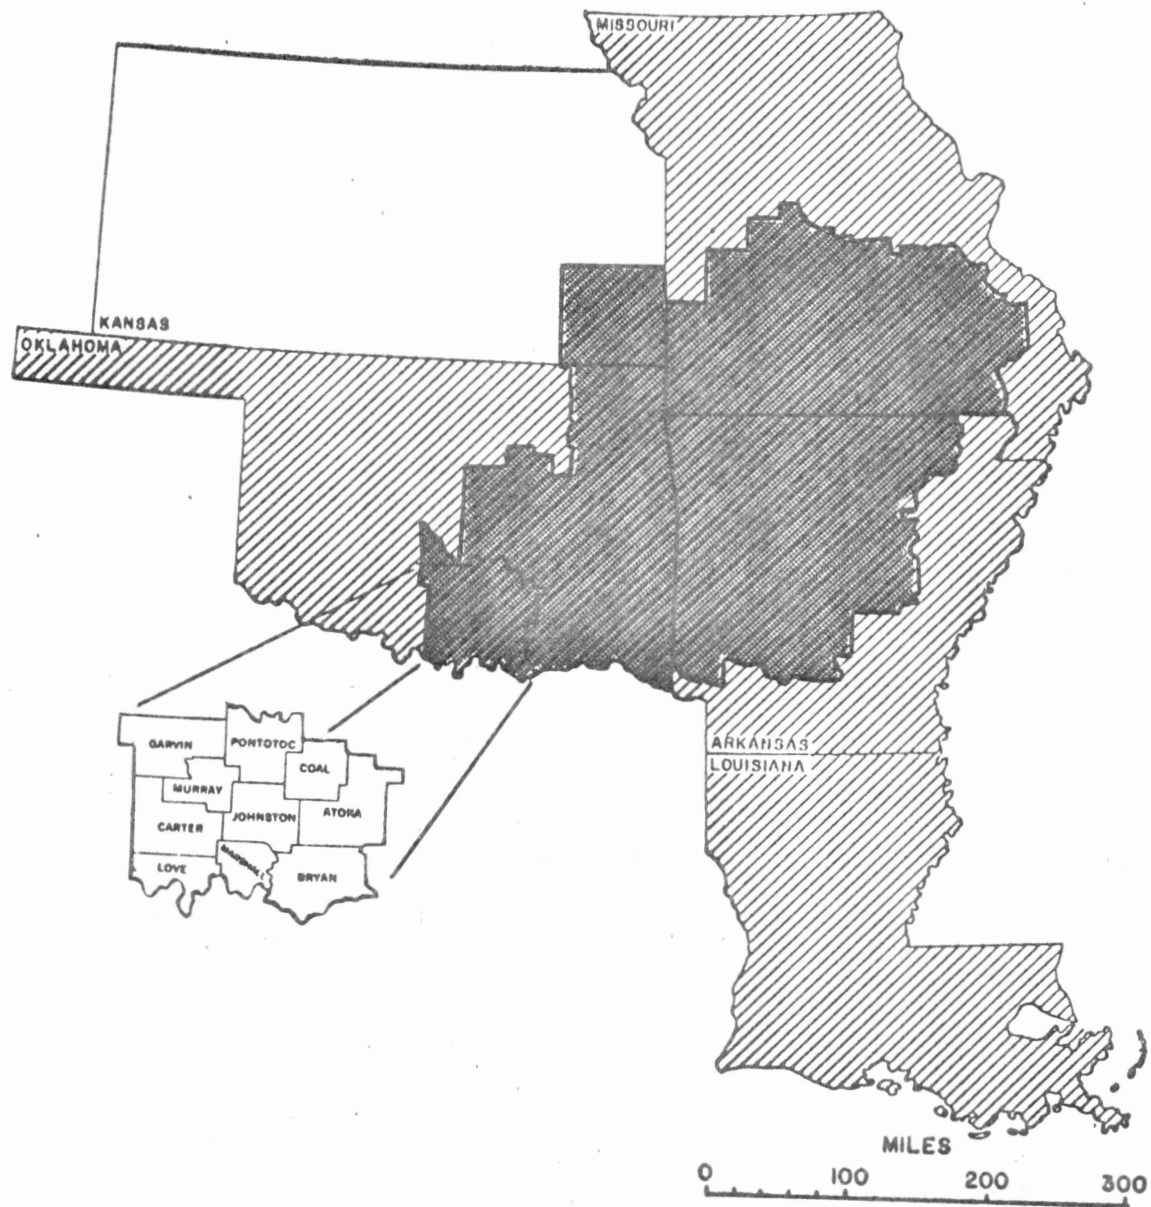 MISSOURI
KANSAS
OKLAHOMA
GARVIN
PONTOTOC
COAL
MURRAY
JOHNSTON
ATOKA
CARTER
LOVE
MARSHALL
BRYAN
ARKANSAS
LOUISIANA
MILES
0 100 200 300